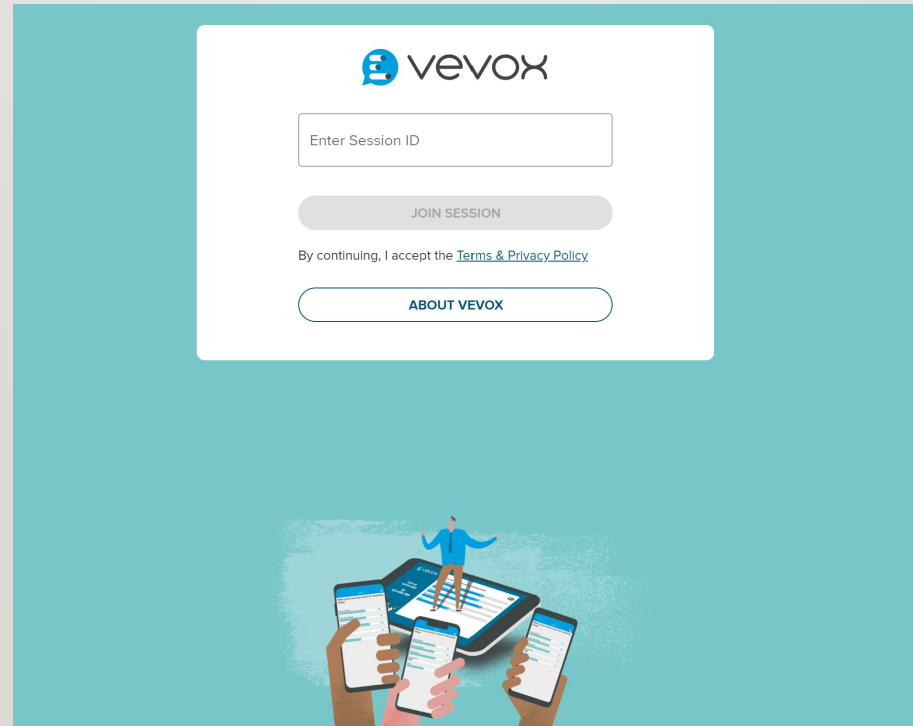 vevox
Enter Session ID
JOIN SESSION
By continuing, I accept the Terms & Privacy Policy
ABOUT VEVOX